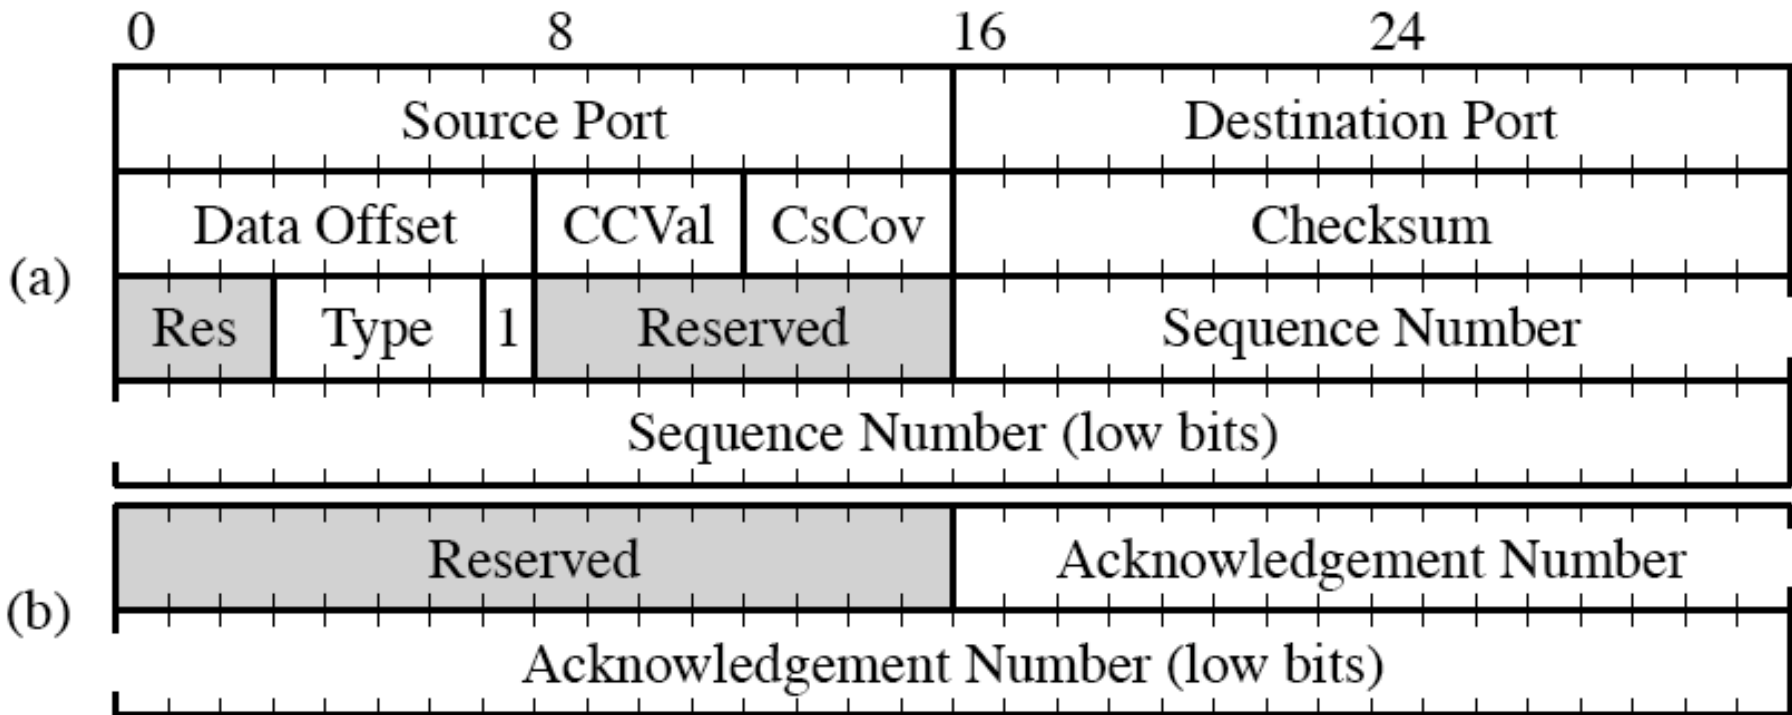 0 8 16 24
Source Port Destination Port
Data Offset CCVal CsCov Checksum
(a)
Res Type 1 Reserved Sequence Number
Sequence Number (low bits)
Reserved Acknowledgement Number
(b)
Acknowledgement Number (low bits)